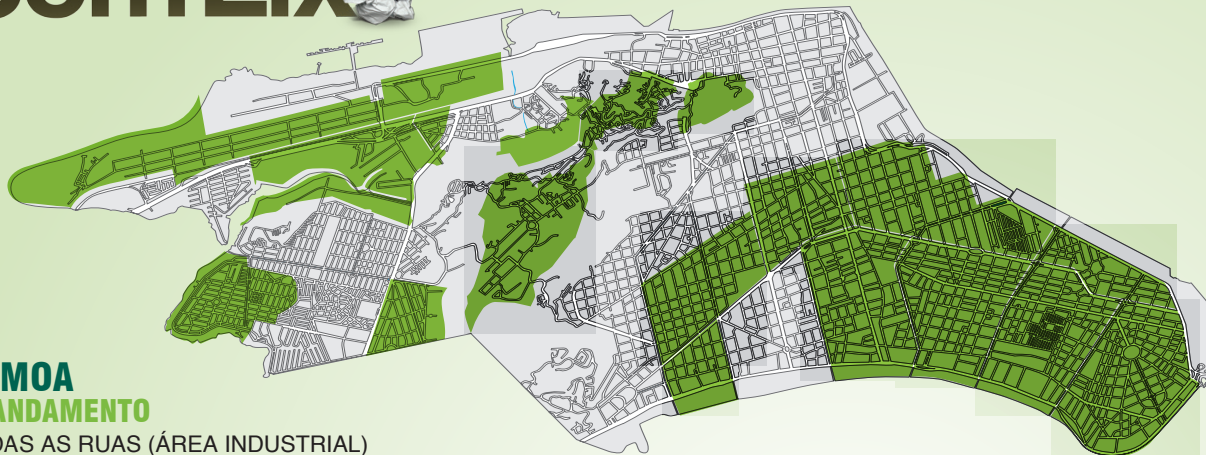 MOA
ANDAMENTO
DAS AS RUAS (ÁREA INDUSTRIAL)